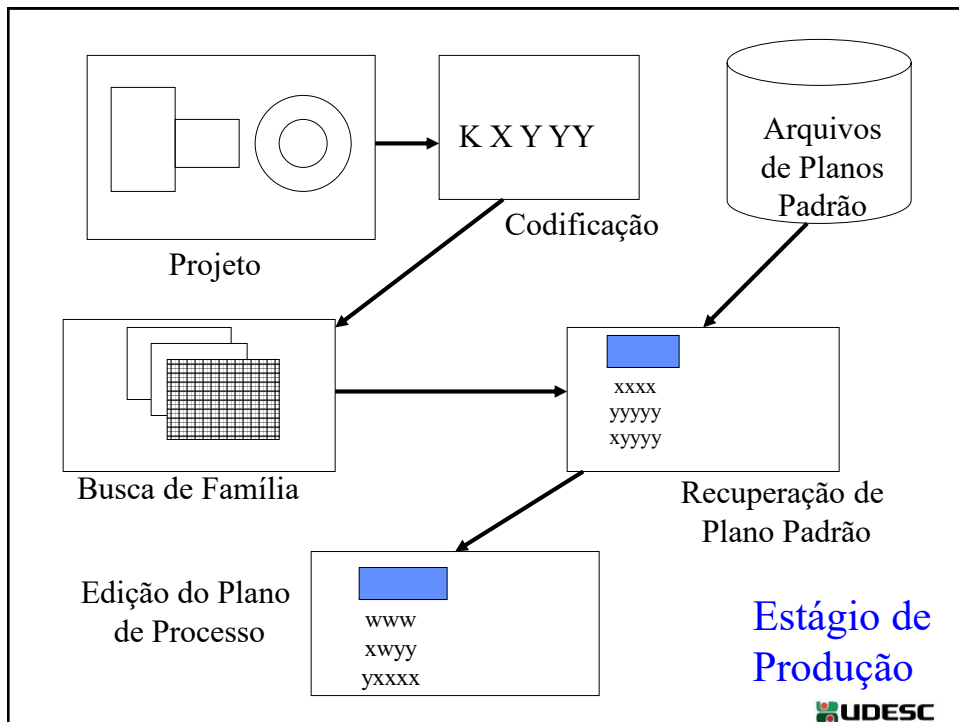 K X Y YY
Arquivos
de Planos
Padrão
Codificação
Projeto
xxxx
yyyyy
xyyyy
Busca de Família
Recuperação de
Plano Padrão
Edição do Plano
de Processo
www
xwyy
yxxxx
Estágio de
Produção
UDESC